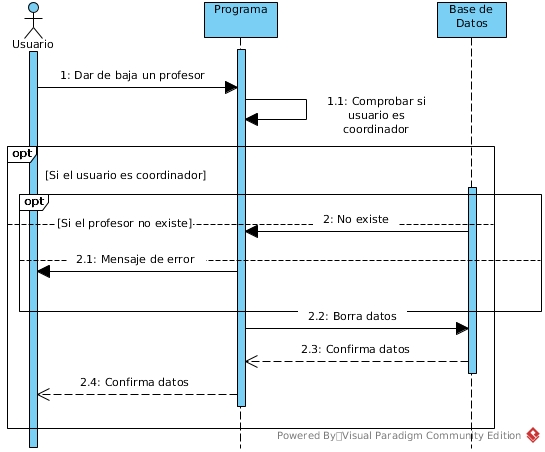 Programa
Base de
Datos
Usuario
1: Dar de baja un profesor
1.1: Comprobar si
usuario es
coordinador
opt
[Si el usuario es coordinador]
opt
[Si el profesor no existe]
2: No existe
2.1: Mensaje de error
2.2: Borra datos
2.3: Confirma datos
2.4: Confirma datos
Powered By Visual Paradigm Community Edition